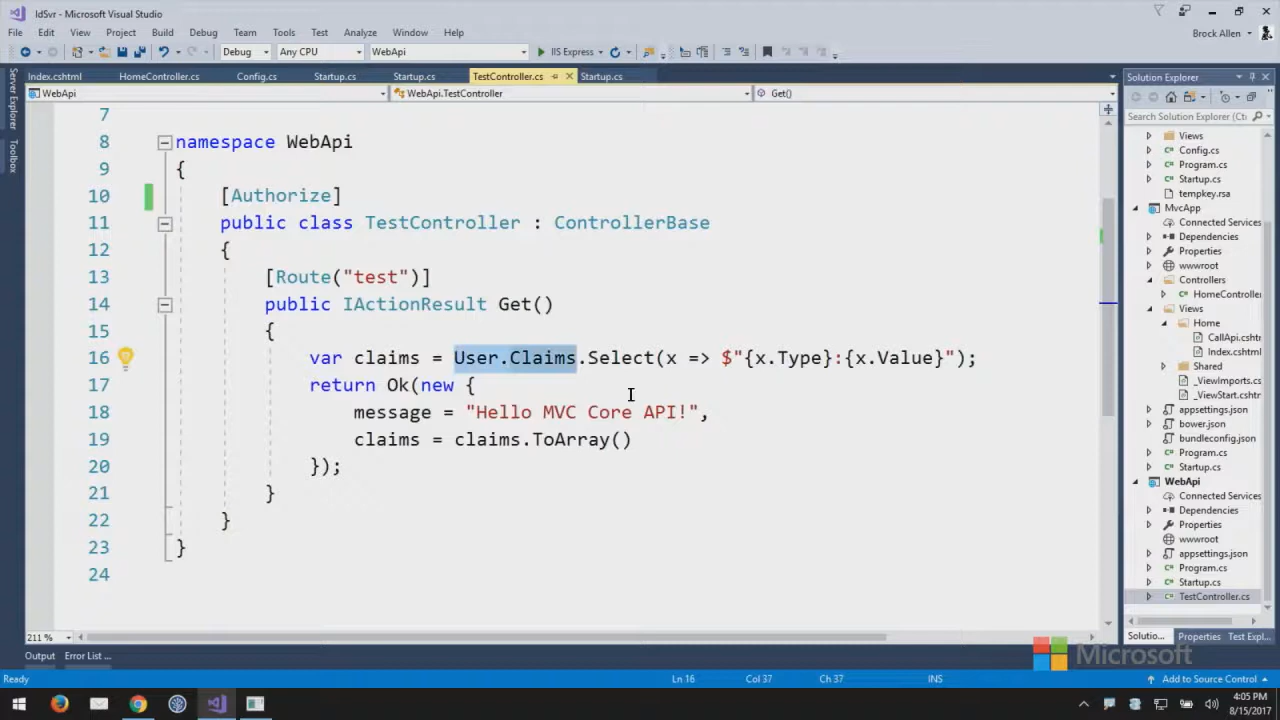 IdSvr - Microsoft Visual Studio
File Edit View Project Build Debug Team Tools Test Analyze Window Help
Brock Allen
Debug Any CPU WebApi IIS Express
Index.cshtml HomeController.cs Config.cs Startup.cs Startup.cs TestController.cs Startup.cs
WebApi WebApi.TestController Get()
Server Explorer
Toolbox
7
8 namespace WebApi
9 {
10 [Authorize]
11 public class TestController : ControllerBase
12 {
13 [Route("test")]
14 public IActionResult Get()
15 {
16 var claims = User.Claims.Select(x => $"{x.Type}:{x.Value}");
17 return Ok(new {
18 message = "Hello MVC Core API!",
19 claims = claims.ToArray()
20 });
21 }
22 }
23 }
24
211 %
Solution Explorer
Search Solution Explorer (Ctr
Views
Config.cs
Program.cs
Startup.cs
tempkey.rsa
MvcApp
Connected Services
Dependencies
Properties
wwwroot
Controllers
HomeController
Views
Home
CallApi.cshtml
Index.cshtml
Shared
_ViewImports.cs
_ViewStart.cshtm
appsettings.json
bower.json
bundleconfig.json
Program.cs
Startup.cs
WebApi
Connected Services
Dependencies
Properties
wwwroot
appsettings.json
Program.cs
Startup.cs
TestController.cs
Solutio... Properties Test Expl...
Output Error List ...
Microsoft
Ready Ln 16 Col 37 Ch 37 INS Add to Source Control
4:05 PM
8/15/2017